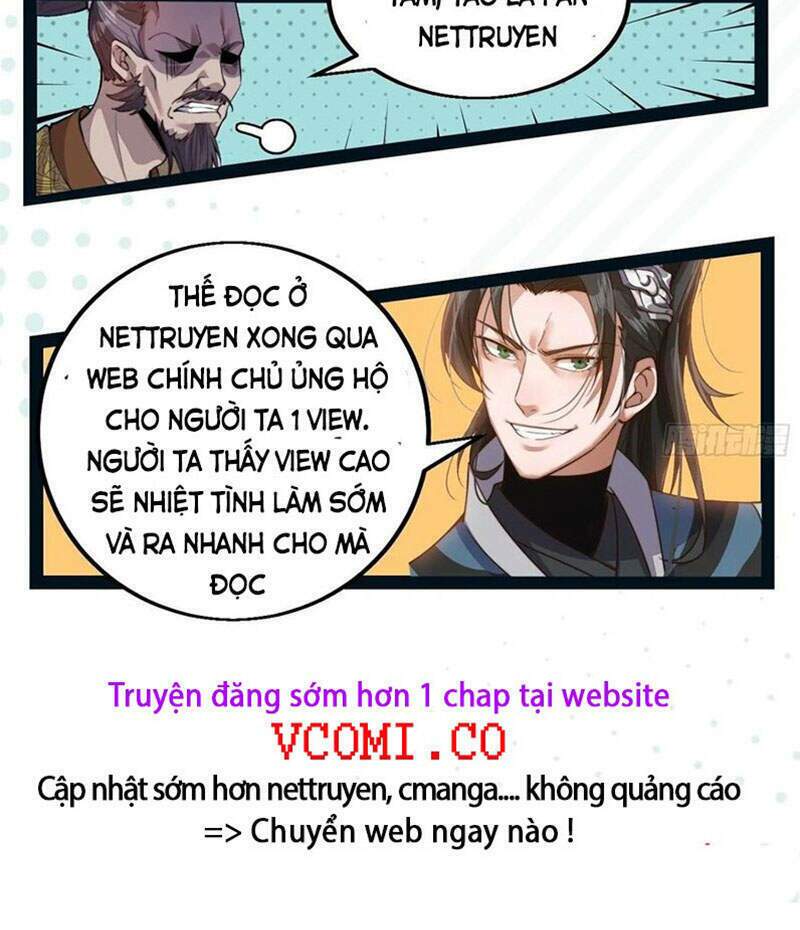 NETTRUYEN
THẾ ĐỌC Ở
NETTRUYEN XONG QUA
WEB CHÍNH CHỦ ỦNG HỘ
CHO NGƯỜI TA 1 VIEW.
NGƯỜI TA THẤY VIEW CAO
SẼ NHIỆT TÌNH LÀM SỚM
VÀ RA NHANH CHO MÀ
ĐỌC
Truyện đăng sớm hơn 1 chap tại website
VCOMI.CO
Cập nhật sớm hơn nettruyen, cmanga.... không quảng cáo
=> Chuyển web ngay nào !